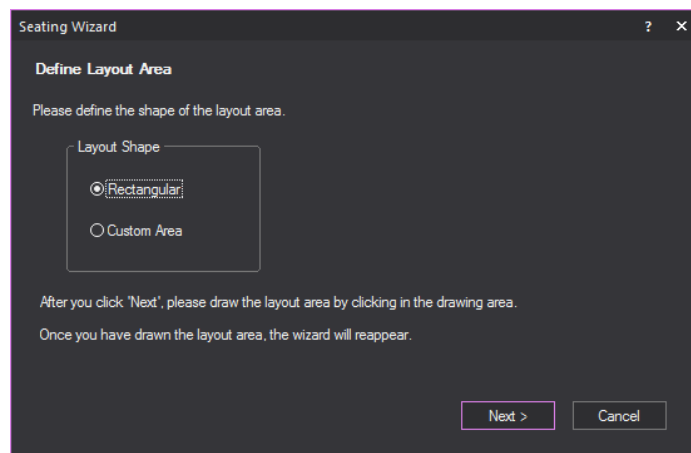 Seating Wizard ? ×
Define Layout Area
Please define the shape of the layout area.
Layout Shape
Rectangular
Custom Area
After you click 'Next', please draw the layout area by clicking in the drawing area.
Once you have drawn the layout area, the wizard will reappear.
Next > Cancel